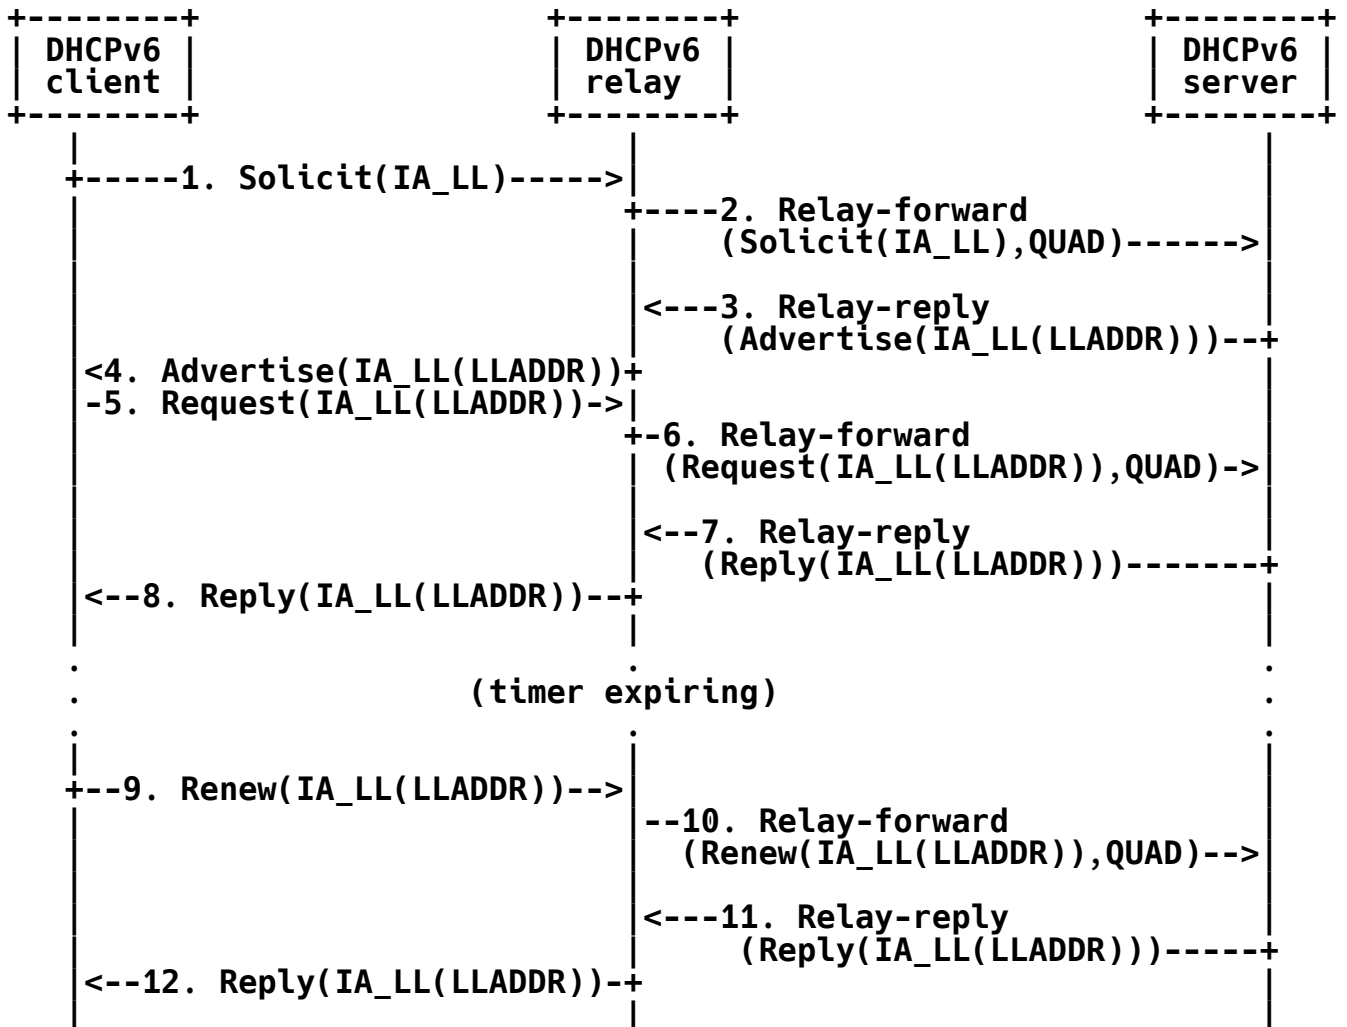 +--------+ +--------+ +--------+
| DHCPv6 | | DHCPv6 | | DHCPv6 |
| client | | relay | | server |
+--------+ +--------+ +--------+
| | |
+-----1. Solicit(IA_LL)----->| |
| +----2. Relay-forward |
| | (Solicit(IA_LL),QUAD)------>|
| | |
| |<---3. Relay-reply |
| | (Advertise(IA_LL(LLADDR)))--+
|<4. Advertise(IA_LL(LLADDR))+ |
|-5. Request(IA_LL(LLADDR))->| |
| +-6. Relay-forward |
| | (Request(IA_LL(LLADDR)),QUAD)->|
| | |
| |<--7. Relay-reply |
| | (Reply(IA_LL(LLADDR)))-------+
|<--8. Reply(IA_LL(LLADDR))--+ |
| | |
. . .
. (timer expiring) .
. . .
| | |
+--9. Renew(IA_LL(LLADDR))-->| |
| |--10. Relay-forward |
| | (Renew(IA_LL(LLADDR)),QUAD)-->|
| | |
| |<---11. Relay-reply |
| | (Reply(IA_LL(LLADDR)))-----+
|<--12. Reply(IA_LL(LLADDR))-+ |
| | |